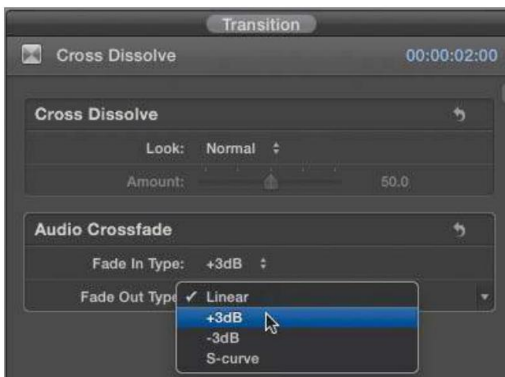 Transition
Cross Dissolve 00:00:02:00
Cross Dissolve
Look: Normal
Amount: 50.0
Audio Crossfade
Fade In Type: +3dB
Fade Out Type ✓ Linear
+3dB
-3dB
S-curve